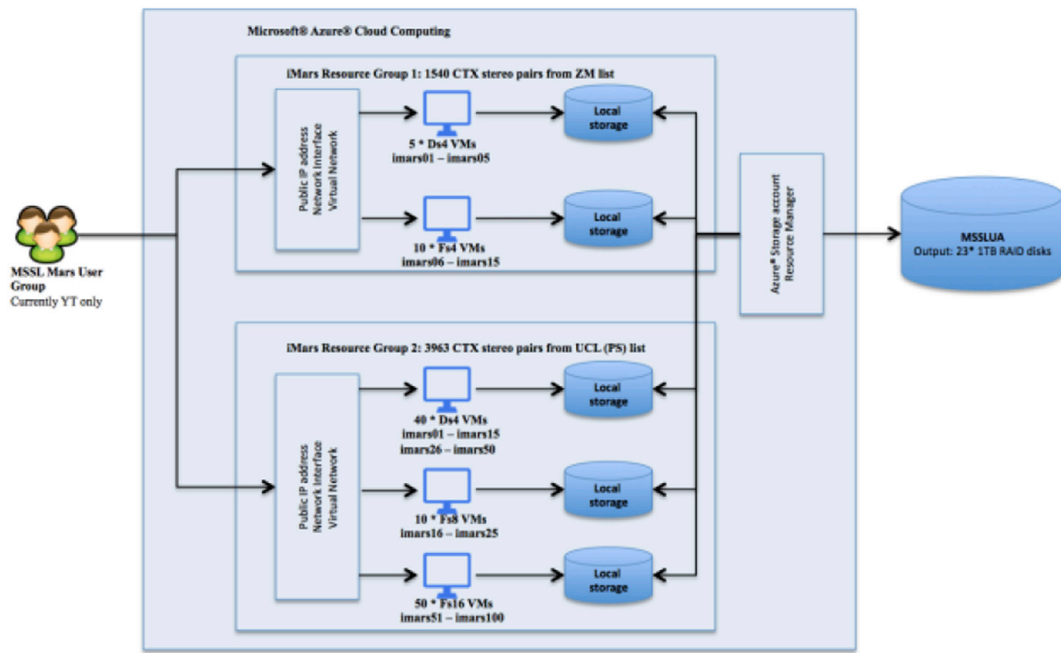 Microsoft® Azure® Cloud Computing
iMars Resource Group 1: 1540 CTX stereo pairs from ZM list
Public IP address
Network Interface
Virtual Network
5 * Ds4 VMs
imars01 – imars05
Local
storage
10 * Fs4 VMs
imars06 – imars15
Local
storage
MSSL Mars User
Group
Currently YT only
Azure® Storage account
Resource Manager
MSSLUA
Output: 23* 1TB RAID disks
iMars Resource Group 2: 3963 CTX stereo pairs from UCL (PS) list
Public IP address
Network Interface
Virtual Network
40 * Ds4 VMs
imars01 – imars15
imars26 – imars50
Local
storage
10 * Fs8 VMs
imars16 – imars25
Local
storage
50 * Fs16 VMs
imars51 – imars100
Local
storage